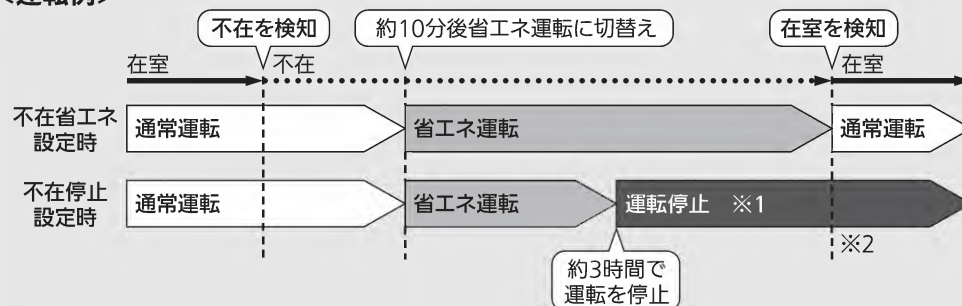 <運転例>
不在を検知
約10分後省エネ運転に切替え
在室を検知
在室
不在
在室
不在省エネ
設定時
通常運転
省エネ運転
通常運転
不在停止
設定時
通常運転
省エネ運転
運転停止 ※1
※2
約3時間で
運転を停止